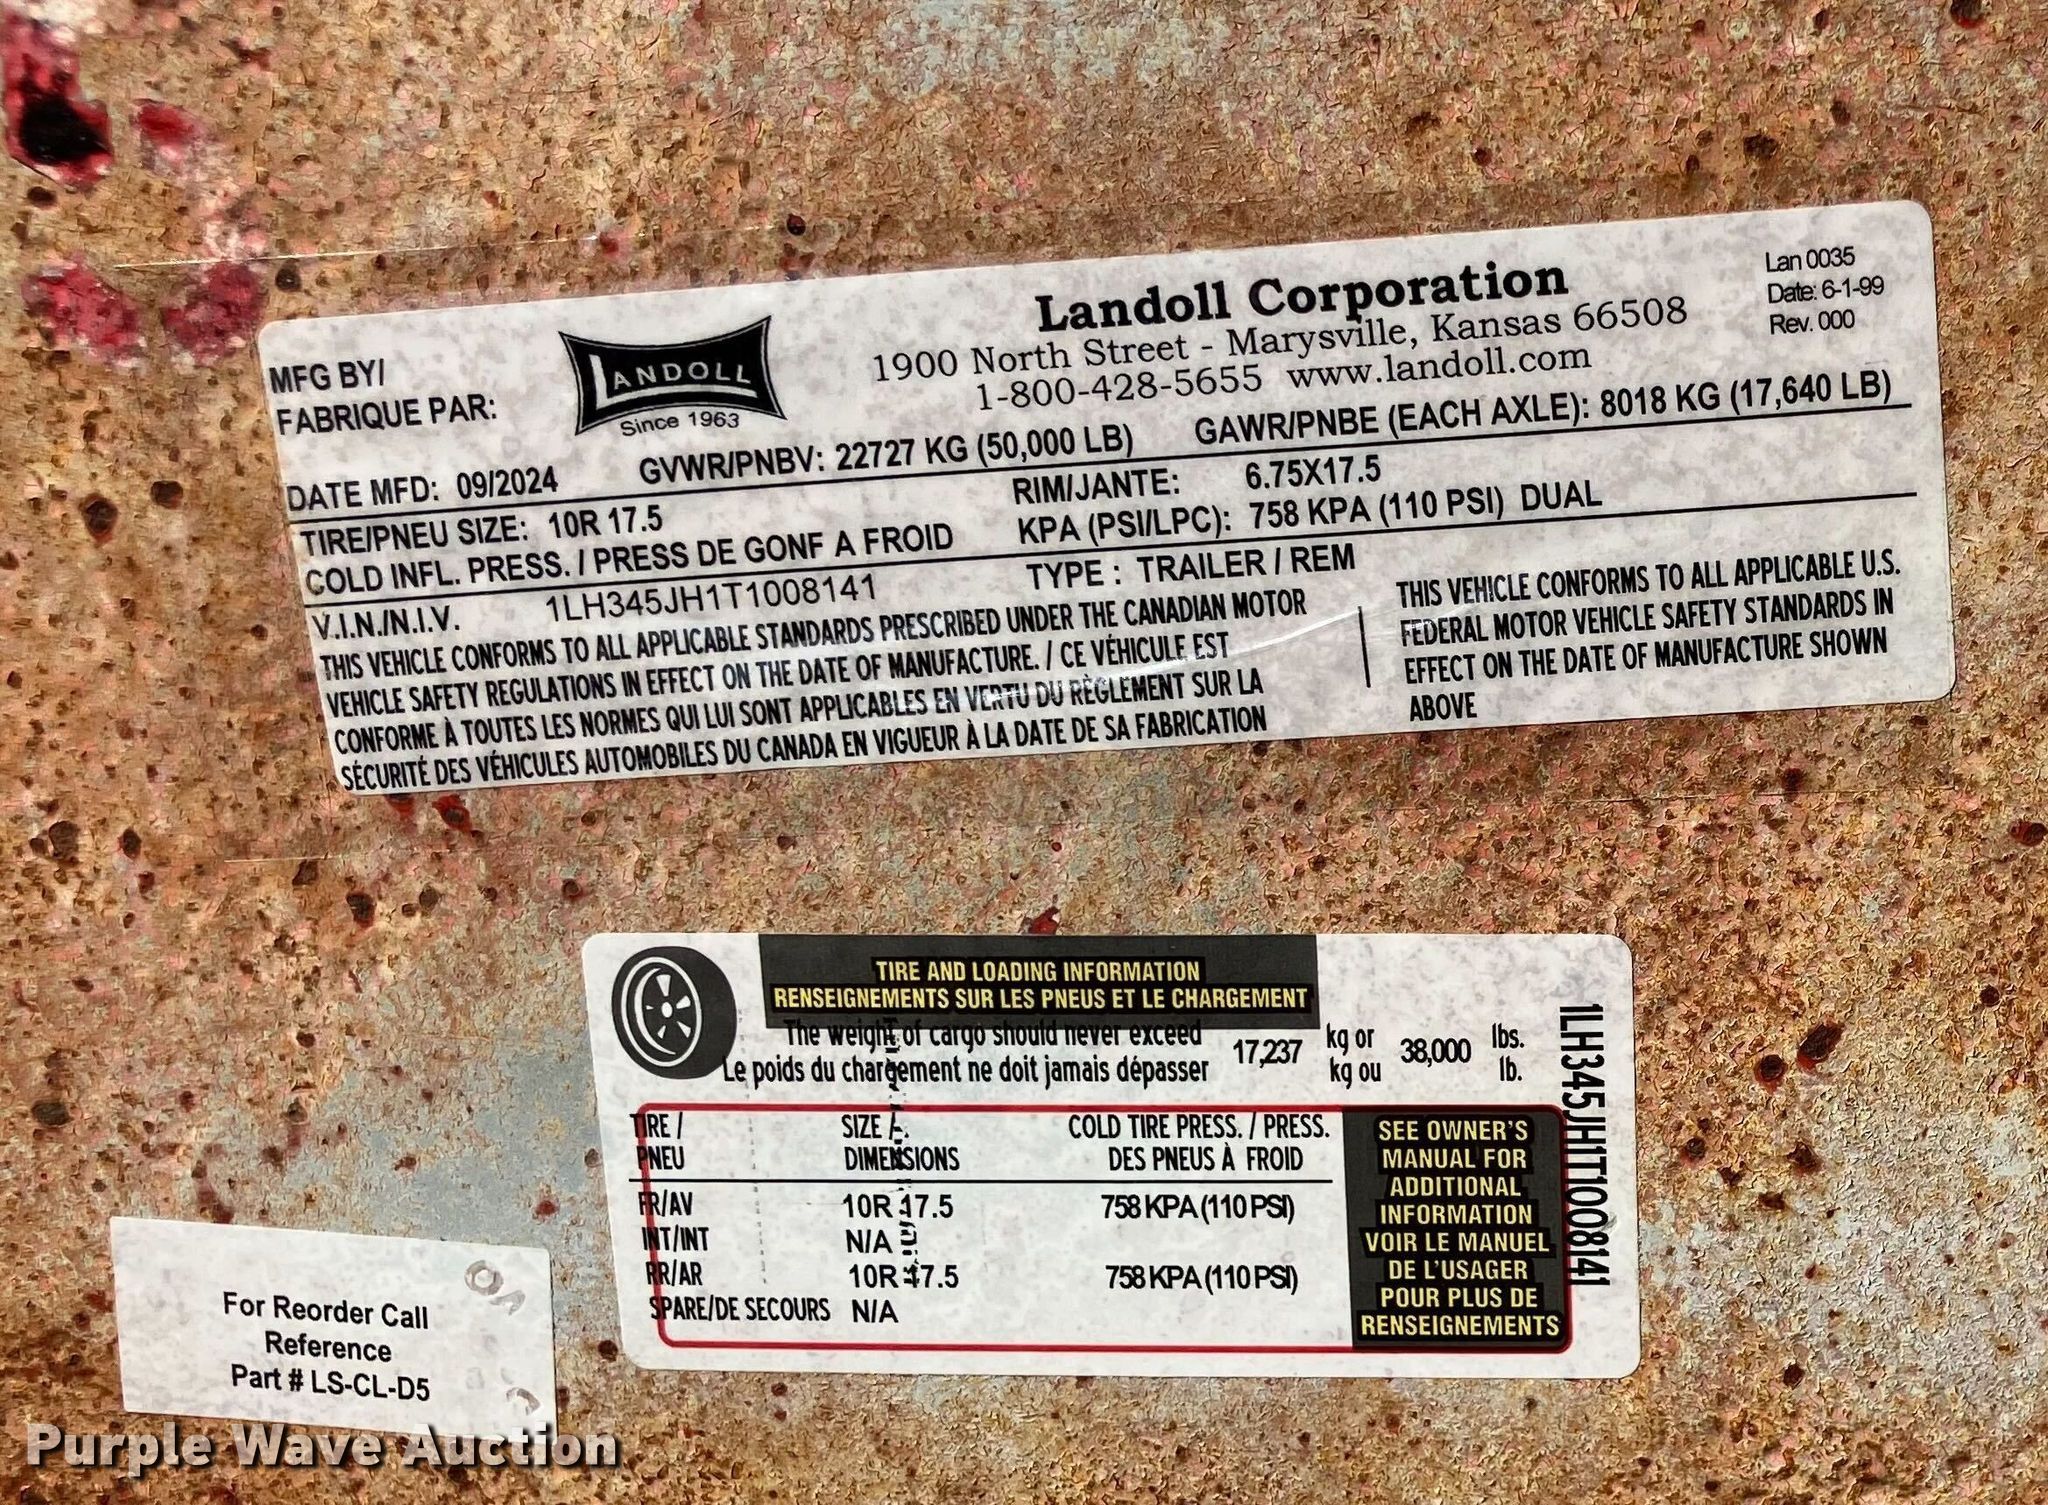 MFG BY/
FABRIQUE PAR:
LANDOLL
Since 1963
Landoll Corporation
1900 North Street - Marysville, Kansas 66508
1-800-428-5655 www.landoll.com
Lan 0035
Date: 6-1-99
Rev. 000
DATE MFD: 09/2024 GVWR/PNBV: 22727 KG (50,000 LB) GAWR/PNBE (EACH AXLE): 8018 KG (17,640 LB)
TIRE/PNEU SIZE: 10R 17.5 RIM/JANTE: 6.75X17.5
COLD INFL. PRESS. / PRESS DE GONF A FROID KPA (PSI/LPC): 758 KPA (110 PSI) DUAL
V.I.N./N.I.V. 1LH345JH1T1008141 TYPE : TRAILER / REM
THIS VEHICLE CONFORMS TO ALL APPLICABLE STANDARDS PRESCRIBED UNDER THE CANADIAN MOTOR
VEHICLE SAFETY REGULATIONS IN EFFECT ON THE DATE OF MANUFACTURE. / CE VÉHICULE EST
CONFORME À TOUTES LES NORMES QUI LUI SONT APPLICABLES EN VERTU DU RÈGLEMENT SUR LA
SÉCURITÉ DES VÉHICULES AUTOMOBILES DU CANADA EN VIGUEUR À LA DATE DE SA FABRICATION
THIS VEHICLE CONFORMS TO ALL APPLICABLE U.S.
FEDERAL MOTOR VEHICLE SAFETY STANDARDS IN
EFFECT ON THE DATE OF MANUFACTURE SHOWN
ABOVE
TIRE AND LOADING INFORMATION
RENSEIGNEMENTS SUR LES PNEUS ET LE CHARGEMENT
The weight of cargo should never exceed
Le poids du chargement ne doit jamais dépasser
17,237 kg or 38,000 lbs.
kg ou lb.
TIRE / SIZE / COLD TIRE PRESS. / PRESS.
PNEU DIMENSIONS DES PNEUS À FROID
FR/AV 10R 17.5 758 KPA (110 PSI)
INT/INT N/A
RR/AR 10R 17.5 758 KPA (110 PSI)
SPARE/DE SECOURS N/A
SEE OWNER'S
MANUAL FOR
ADDITIONAL
INFORMATION
VOIR LE MANUEL
DE L'USAGER
POUR PLUS DE
RENSEIGNEMENTS
1LH345JH1T1008141
For Reorder Call
Reference
Part # LS-CL-D5
Purple Wave Auction